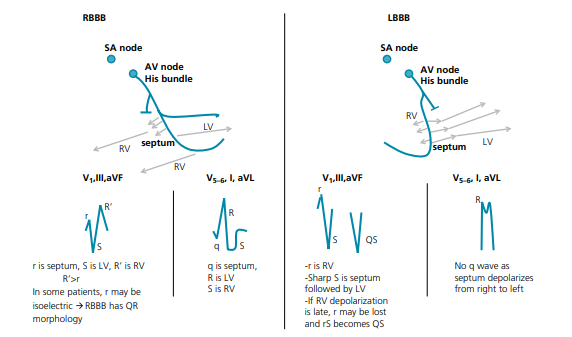 RBBB
SA node
AV node
His bundle
LV
septum
RV
RV
V1,III,aVF
r
R'
S
V5-6, I, aVL
R
q
S
r is septum, S is LV, R' is RV
R'>r
In some patients, r may be
isoelectric → RBBB has QR
morphology
q is septum,
R is LV
S is RV
LBBB
SA node
AV node
His bundle
RV
LV
septum
V1,III,aVF
r
S
QS
V5-6, I, aVL
R
-r is RV
-Sharp S is septum
followed by LV
-If RV depolarization
is late, r may be lost
and rS becomes QS
No q wave as
septum depolarizes
from right to left